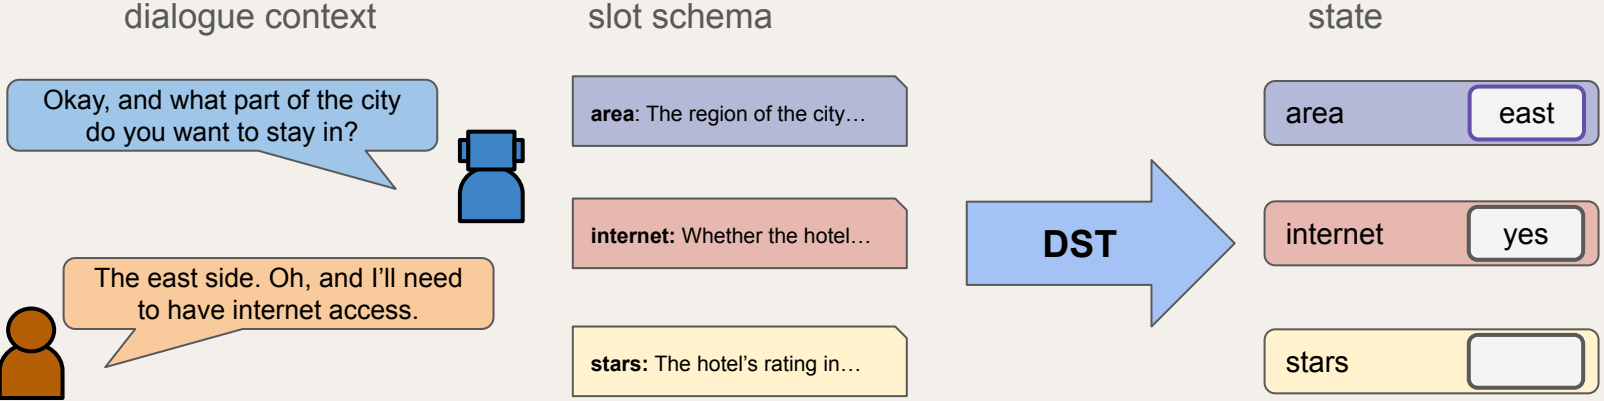 dialogue context
slot schema
state
Okay, and what part of the city
do you want to stay in?
The east side. Oh, and I’ll need
to have internet access.
area: The region of the city…
internet: Whether the hotel…
stars: The hotel’s rating in…
DST
area
east
internet
yes
stars